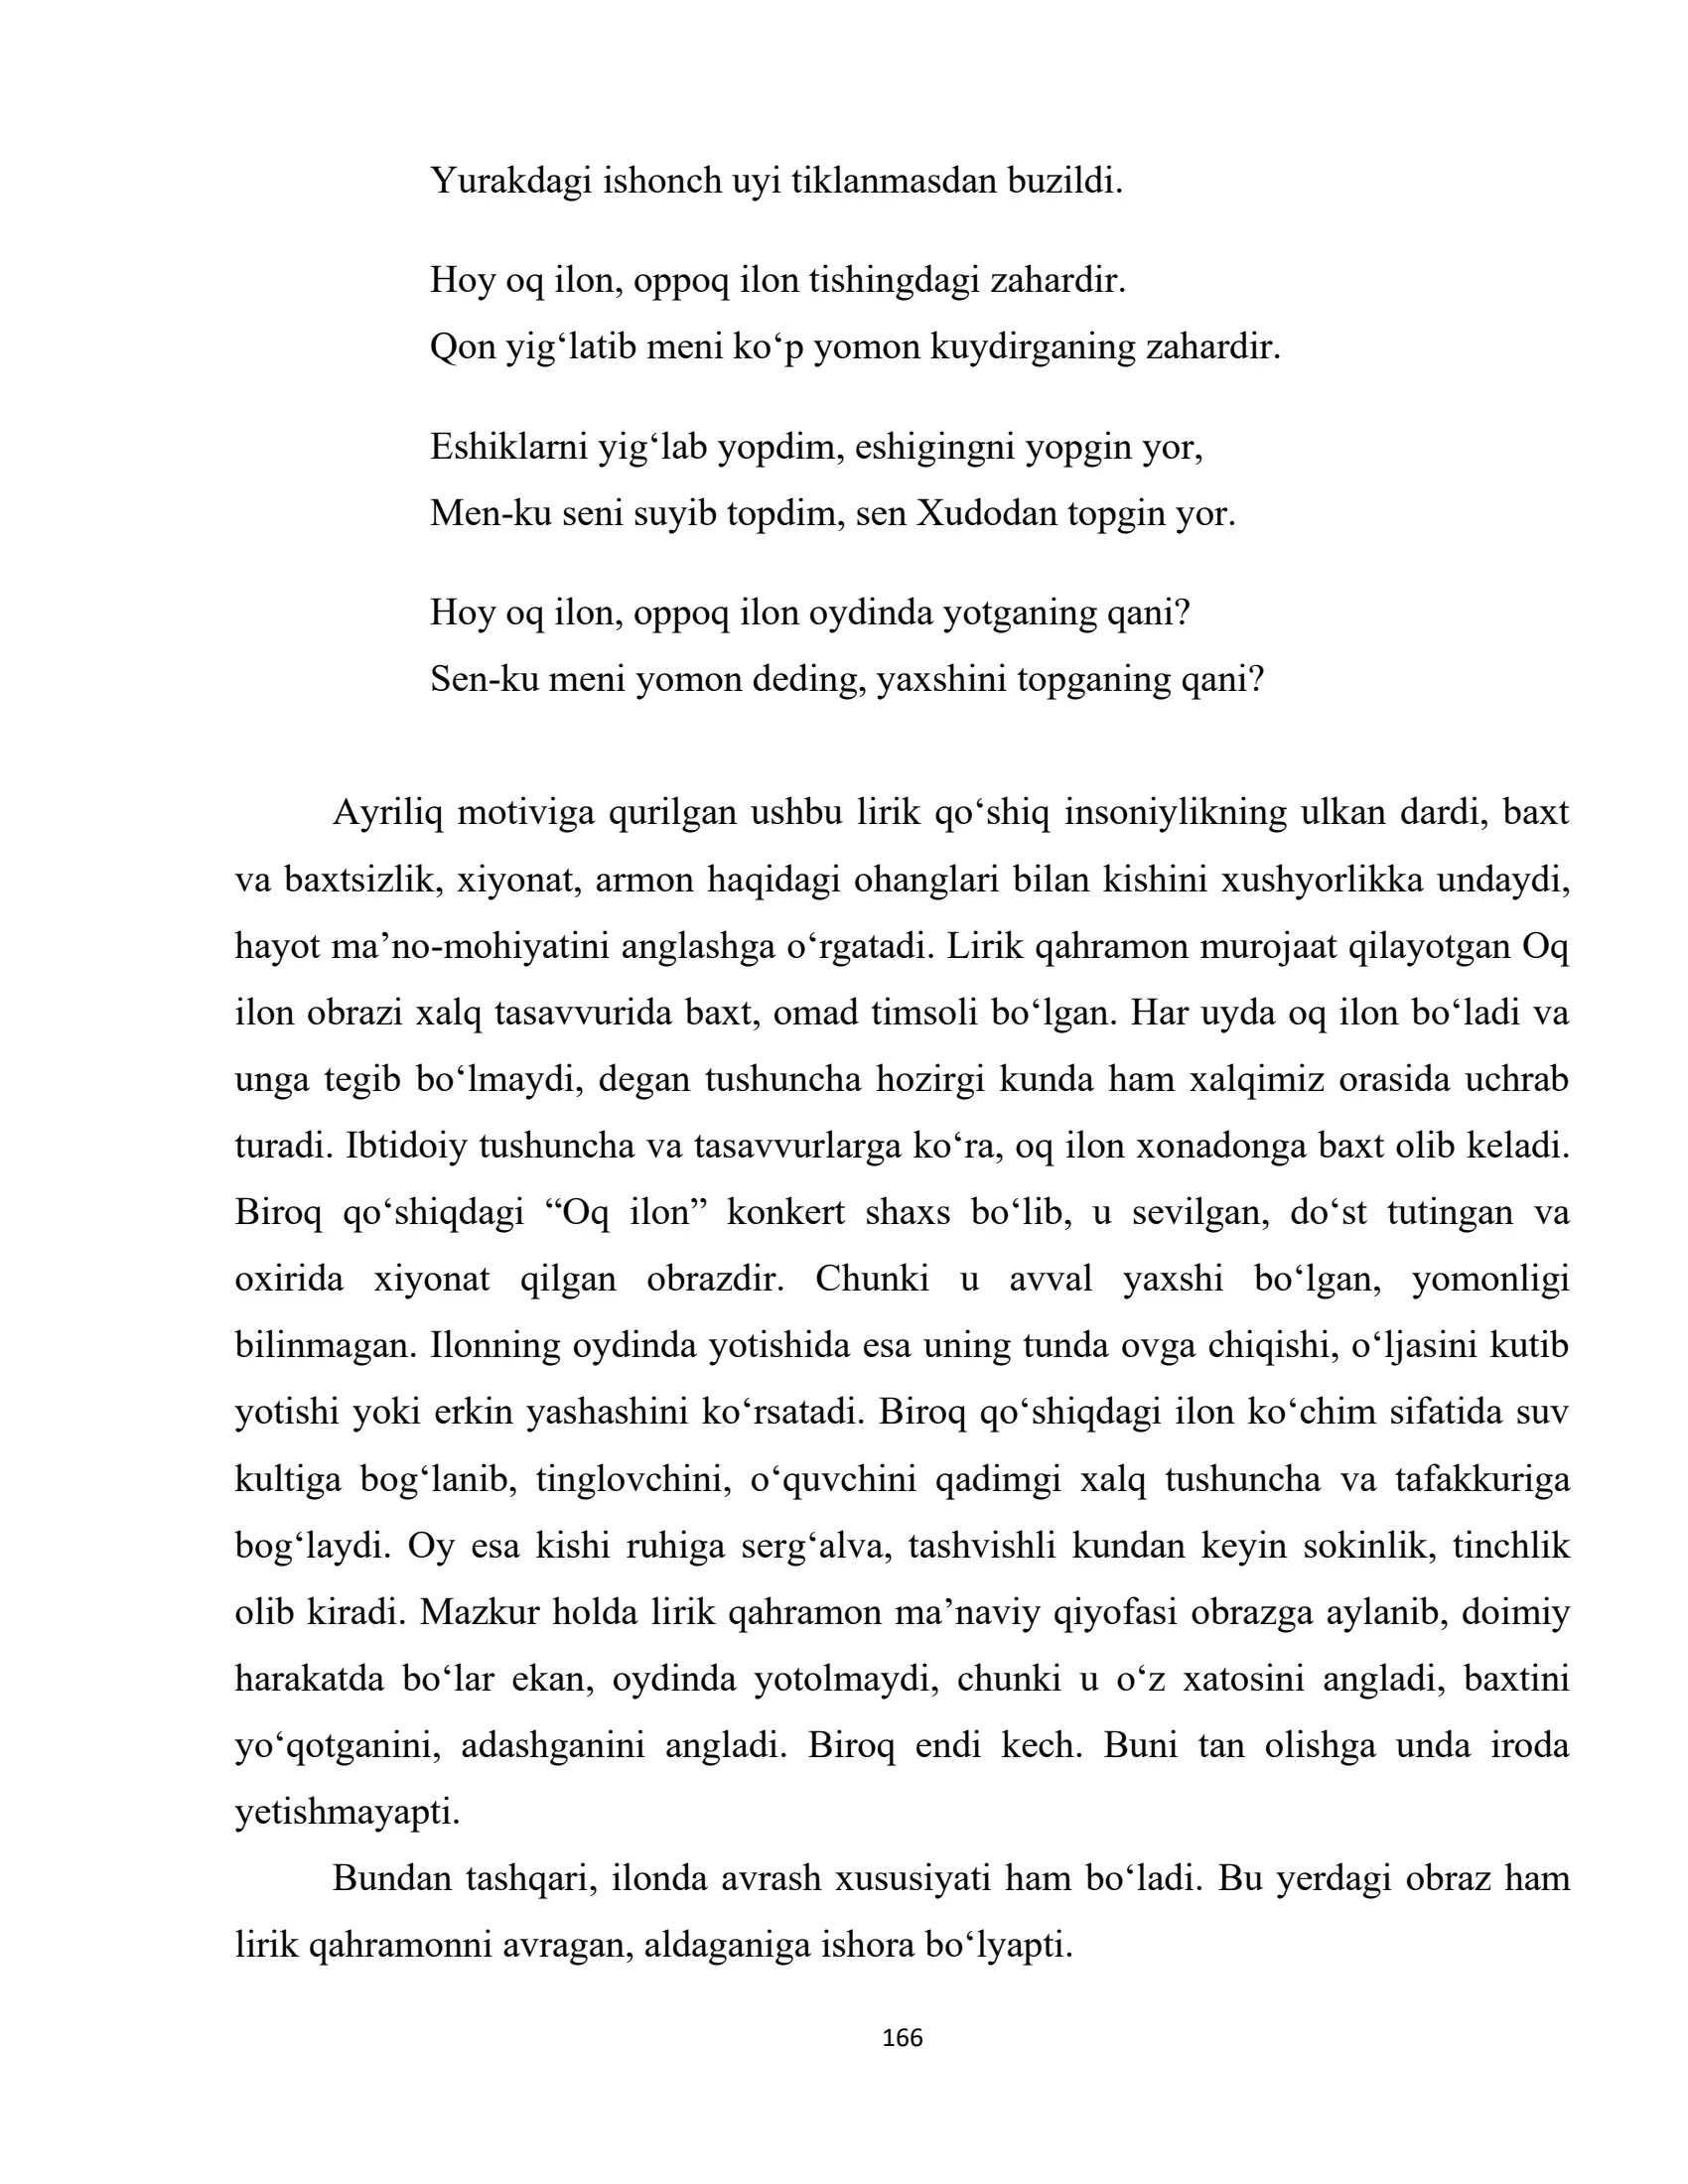 Yurakdagi ishonch uyi tiklanmasdan buzildi.
Hoy oq ilon, oppoq ilon tishingdagi zahardir.
Qon yig‘latib meni ko‘p yomon kuydirganing zahardir.
Eshiklarni yig‘lab yopdim, eshigingni yopgin yor,
Men-ku seni suyib topdim, sen Xudodan topgin yor.
Hoy oq ilon, oppoq ilon oydinda yotganing qani?
Sen-ku meni yomon deding, yaxshini topganing qani?
Ayriliq motiviga qurilgan ushbu lirik qo‘shiq insoniylikning ulkan dardi, baxt
va baxtsizlik, xiyonat, armon haqidagi ohanglari bilan kishini xushyorlikka undaydi,
hayot ma’no-mohiyatini anglashga o‘rgatadi. Lirik qahramon murojaat qilayotgan Oq
ilon obrazi xalq tasavvurida baxt, omad timsoli bo‘lgan. Har uyda oq ilon bo‘ladi va
unga tegib bo‘lmaydi, degan tushuncha hozirgi kunda ham xalqimiz orasida uchrab
turadi. Ibtidoiy tushuncha va tasavvurlarga ko‘ra, oq ilon xonadonga baxt olib keladi.
Biroq qo‘shiqdagi “Oq ilon” konkert shaxs bo‘lib, u sevilgan, do‘st tutingan va
oxirida xiyonat qilgan obrazdir. Chunki u avval yaxshi bo‘lgan, yomonligi
bilinmagan. Ilonning oydinda yotishida esa uning tunda ovga chiqishi, o‘ljasini kutib
yotishi yoki erkin yashashini ko‘rsatadi. Biroq qo‘shiqdagi ilon ko‘chim sifatida suv
kultiga bog‘lanib, tinglovchini, o‘quvchini qadimgi xalq tushuncha va tafakkuriga
bog‘laydi. Oy esa kishi ruhiga serg‘alva, tashvishli kundan keyin sokinlik, tinchlik
olib kiradi. Mazkur holda lirik qahramon ma’naviy qiyofasi obrazga aylanib, doimiy
harakatda bo‘lar ekan, oydinda yotolmaydi, chunki u o‘z xatosini angladi, baxtini
yo‘qotganini, adashganini angladi. Biroq endi kech. Buni tan olishga unda iroda
yetishmayapti.
Bundan tashqari, ilonda avrash xususiyati ham bo‘ladi. Bu yerdagi obraz ham
lirik qahramonni avragan, aldaganiga ishora bo‘lyapti.
166